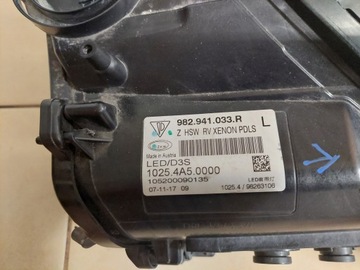 982.941.033.R L
Z HSW RV XENON PDLS
Made in Austria
LED/D3S
1025.4A5.0000
105200090135
07-11-17 09
1025.4 / 98263106